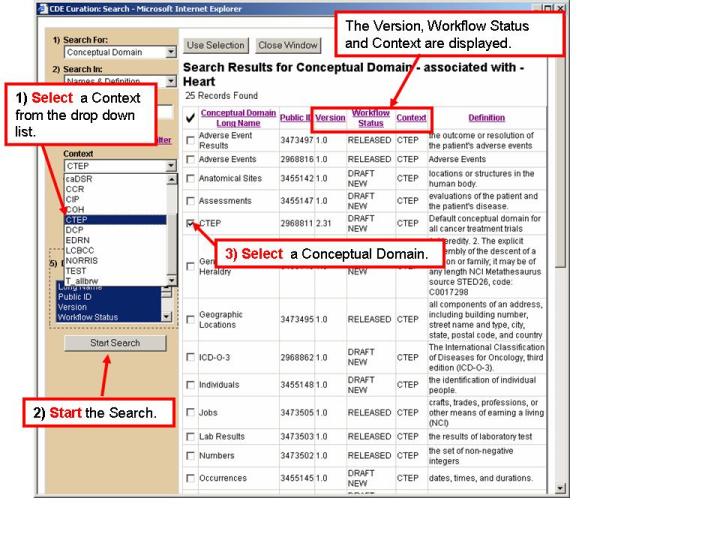 CDE Curation: Search - Microsoft Internet Explorer
The Version, Workflow Status
and Context are displayed.
1) Search For:
Conceptual Domain
2) Search In:
Names & Definition
1) Select a Context
from the drop down
list.
Context
CTEP
caDSR
CCR
CIP
COH
CTEP
DCP
EDRN
LCBCC
NORRIS
TEST
T_allbrw
5)
Long Name
Public ID
Version
Workflow Status
Start Search
2) Start the Search.
Use Selection Close Window
Search Results for Conceptual Domain - associated with -
Heart
25 Records Found
Conceptual Domain Long Name Public ID Version Workflow Status Context Definition
Adverse Event Results 3473497 1.0 RELEASED CTEP the outcome or resolution of the patient's adverse events
Adverse Events 2968816 1.0 RELEASED CTEP Adverse Events
Anatomical Sites 3455142 1.0 DRAFT NEW CTEP locations or structures in the human body.
Assessments 3455147 1.0 DRAFT NEW CTEP evaluations of the patient and the patient's disease.
CTEP 2968811 2.31 DRAFT NEW CTEP Default conceptual domain for all cancer treatment trials
3) Select a Conceptual Domain.
Heraldry
heredity. 2. The explicit
assembly of the descent of a
or family; it may be of
any length NCI Metathesaurus
source STED26, code:
C0017298
Geographic Locations 3473495 1.0 RELEASED CTEP all components of an address, including building number, street name and type, city, state, postal code, and country
ICD-O-3 2968862 1.0 DRAFT NEW CTEP The International Classification of Diseases for Oncology, third edition (ICD-O-3).
Individuals 3455148 1.0 DRAFT NEW CTEP the identification of individual people.
Jobs 3473505 1.0 RELEASED CTEP crafts, trades, professions, or other means of earning a living (NCI)
Lab Results 3473503 1.0 RELEASED CTEP the results of laboratory test
Numbers 3473502 1.0 RELEASED CTEP the set of non-negative integers
Occurrences 3455145 1.0 DRAFT NEW CTEP dates, times, and durations.